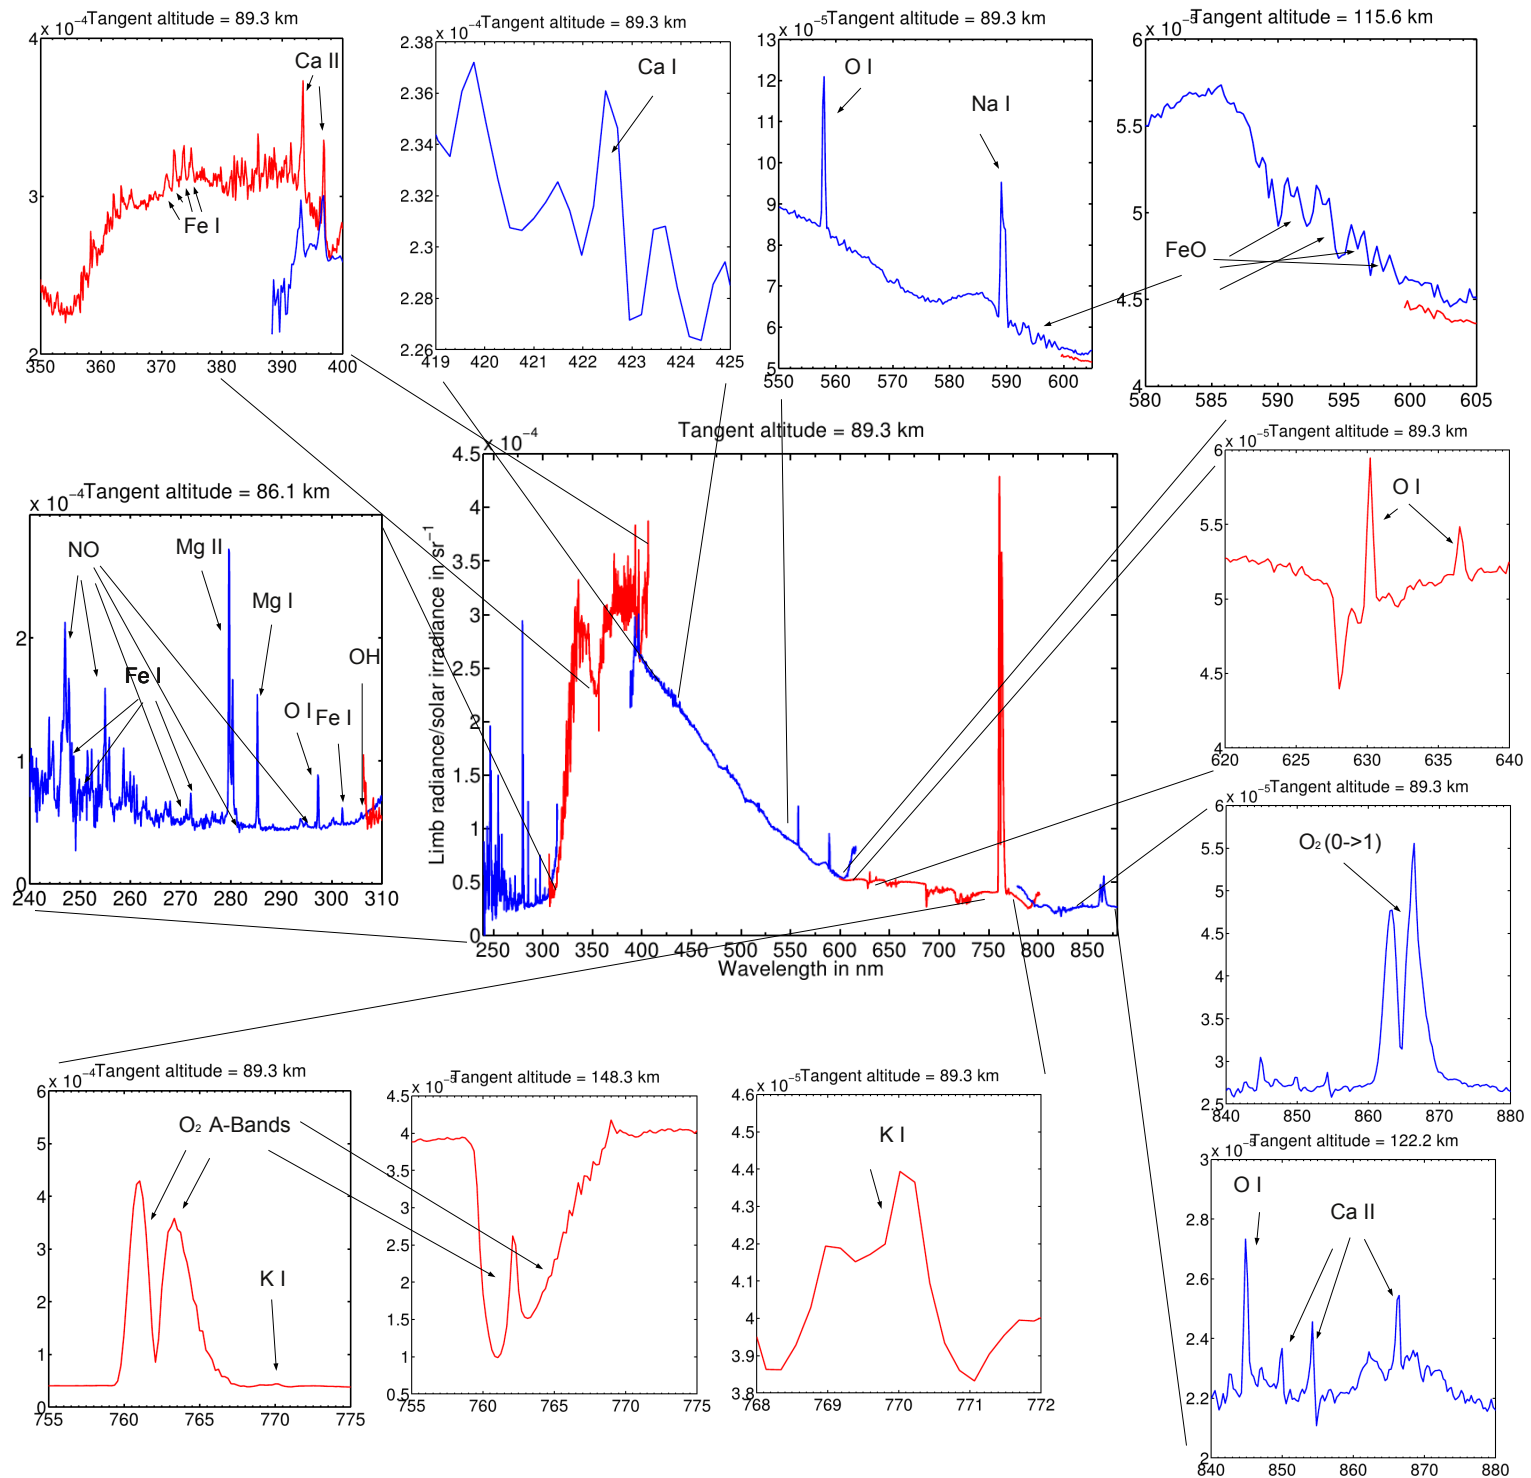 x 10⁻⁴ Tangent altitude = 89.3 km
4
3
2
Ca II
Fe I
350 360 370 380 390 400
x 10⁻⁴ Tangent altitude = 89.3 km
2.38
2.36
2.34
2.32
2.3
2.28
2.26
Ca I
419 420 421 422 423 424 425
x 10⁻⁵ Tangent altitude = 89.3 km
13
12
11
10
9
8
7
6
5
O I
Na I
550 560 570 580 590 600
x 10⁻⁵ Tangent altitude = 115.6 km
6
5.5
5
4.5
4
FeO
580 585 590 595 600 605
x 10⁻⁴ Tangent altitude = 86.1 km
2
1
0
NO
Mg II
Mg I
Fe I
OH
O I
Fe I
240 250 260 270 280 290 300 310
Tangent altitude = 89.3 km
x 10⁻⁴
4.5
4
3.5
3
2.5
2
1.5
1
0.5
0
Limb radiance/solar irradiance in sr⁻¹
250 300 350 400 450 500 550 600 650 700 750 800 850
Wavelength in nm
x 10⁻⁵ Tangent altitude = 89.3 km
6
5.5
5
4.5
4
O I
620 625 630 635 640
x 10⁻⁵ Tangent altitude = 89.3 km
6
5.5
5
4.5
4
3.5
3
2.5
O₂ (0->1)
840 850 860 870 880
x 10⁻⁴ Tangent altitude = 89.3 km
6
5
4
3
2
1
0
O₂ A-Bands
K I
755 760 765 770 775
x 10⁻⁵ Tangent altitude = 148.3 km
4.5
4
3.5
3
2.5
2
1.5
1
0.5
755 760 765 770 775
x 10⁻⁵ Tangent altitude = 89.3 km
4.6
4.5
4.4
4.3
4.2
4.1
4
3.9
3.8
K I
768 769 770 771 772
x 10⁻⁵ Tangent altitude = 122.2 km
3
2.8
2.6
2.4
2.2
2
O I
Ca II
840 850 860 870 880